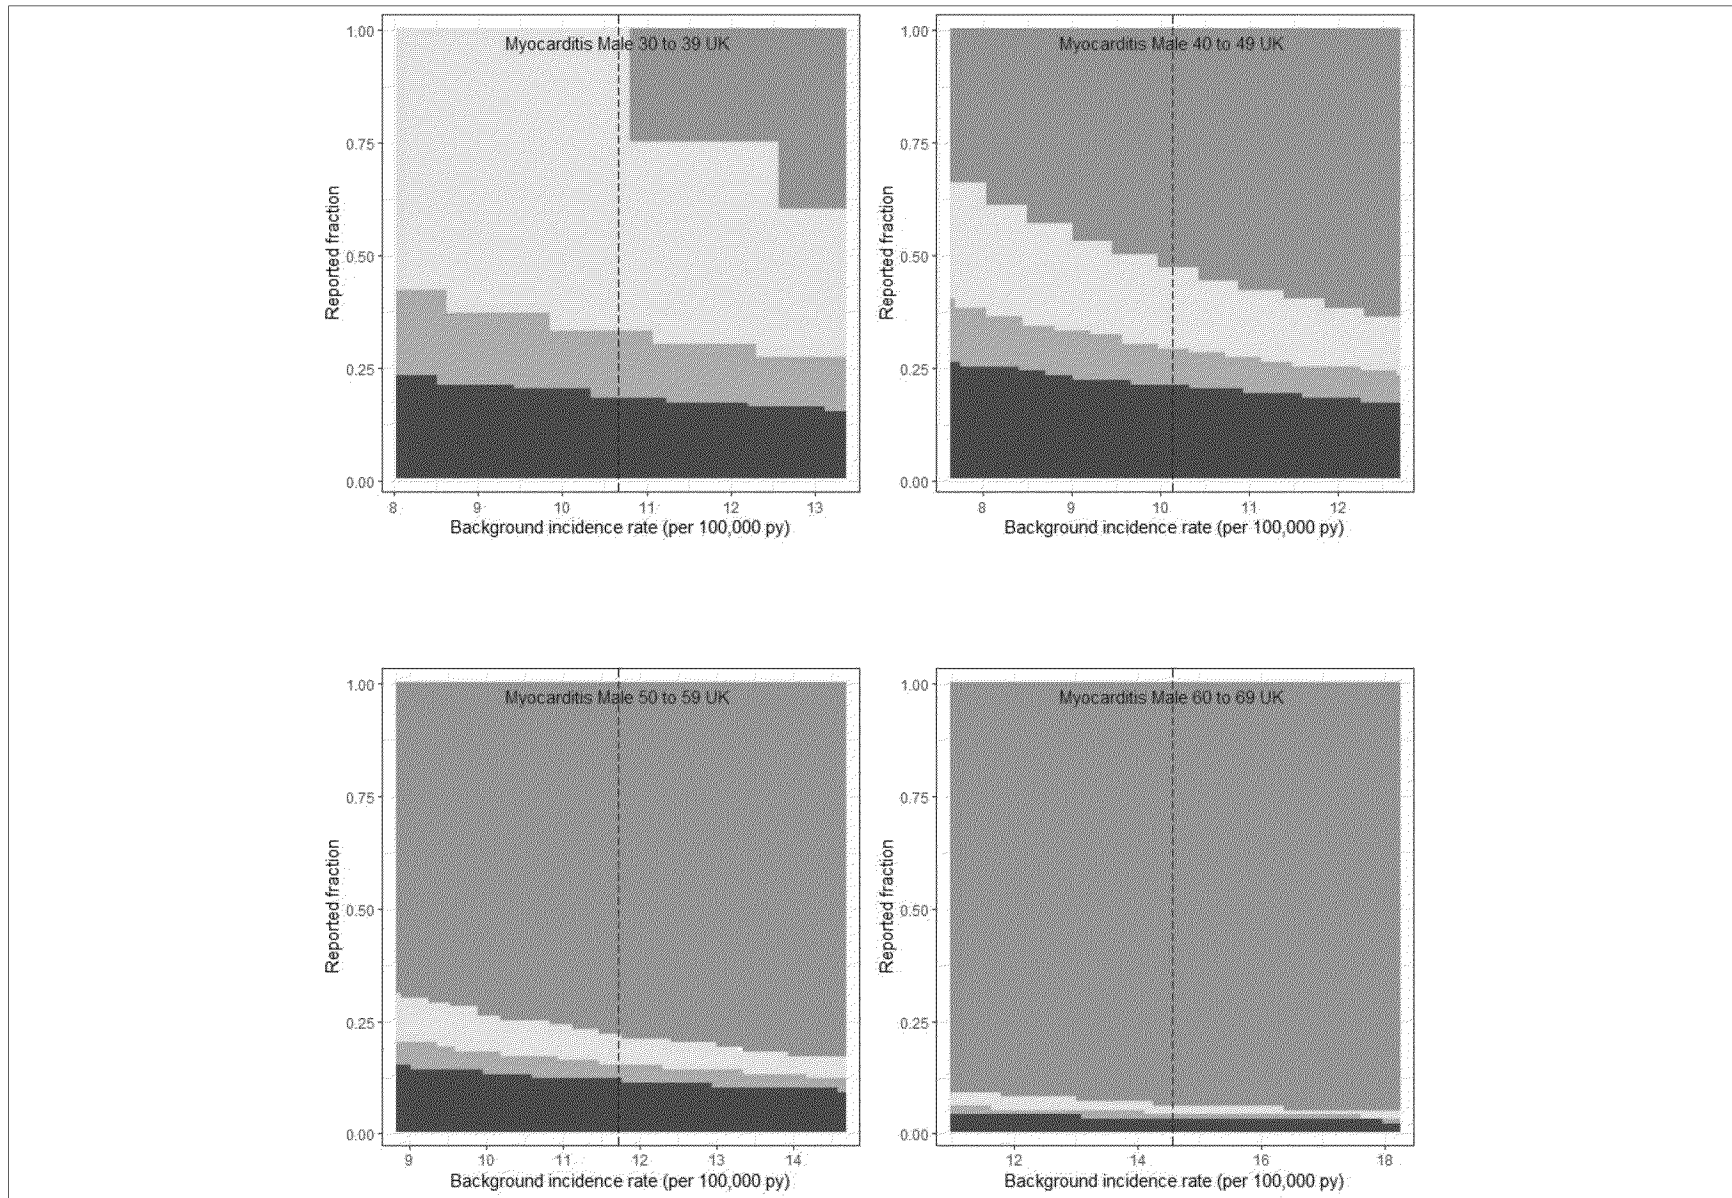 Myocarditis Male 30 to 39 UK
1.00
0.75
0.50
0.25
0.00
Reported fraction
8 9 10 11 12 13
Background incidence rate (per 100,000 py)
Myocarditis Male 40 to 49 UK
1.00
0.75
0.50
0.25
0.00
Reported fraction
8 9 10 11 12
Background incidence rate (per 100,000 py)
Myocarditis Male 50 to 59 UK
1.00
0.75
0.50
0.25
0.00
Reported fraction
9 10 11 12 13 14
Background incidence rate (per 100,000 py)
Myocarditis Male 60 to 69 UK
1.00
0.75
0.50
0.25
0.00
Reported fraction
12 14 16 18
Background incidence rate (per 100,000 py)